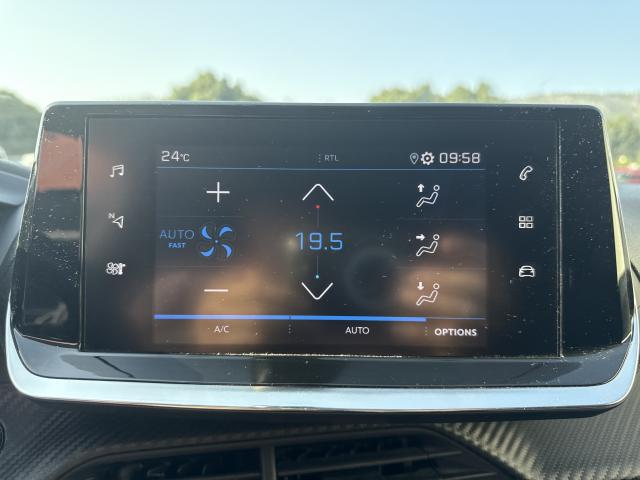 24°C
RTL
09:58
N
AUTO
FAST
19.5
A/C
AUTO
OPTIONS